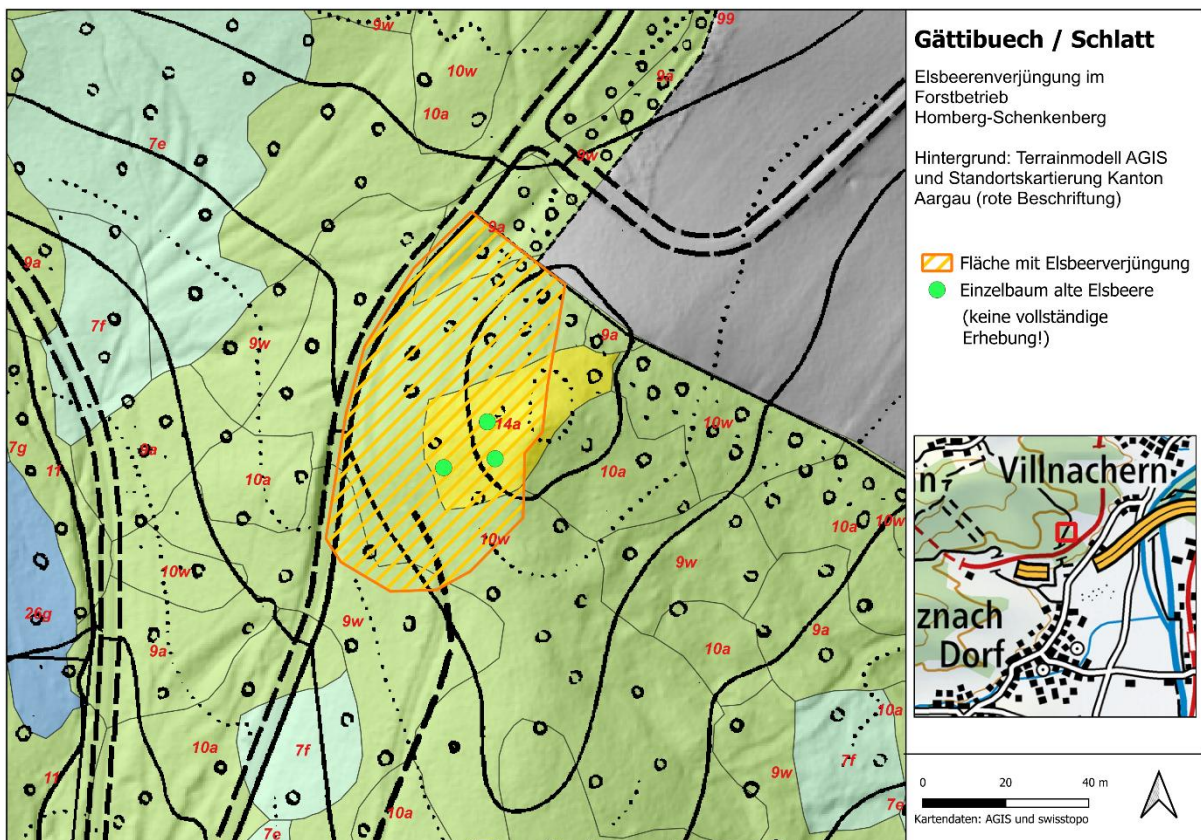 Gättibuech / Schlatt
Elsbeerenverjüngung im
Forstbetrieb
Homberg-Schenkenberg
Hintergrund: Terrainmodell AGIS
und Standortskartierung Kanton
Aargau (rote Beschriftung)
Fläche mit Elsbeerverjüngung
Einzelbaum alte Elsbeere
(keine vollständige
Erhebung!)
9w
99
10w
9a
10a
7e
9w
9a
9a
7f
9w
9a
14a
10w
7g
11
9a
10a
10a
10a
10w
10w
10w
9w
26g
9w
9a
9a
10a
10a
10a
7f
9w
7f
11
10a
7e
7e
n
Villnachern
znach
Dorf
0 20 40 m
Kartendaten: AGIS und swisstopo